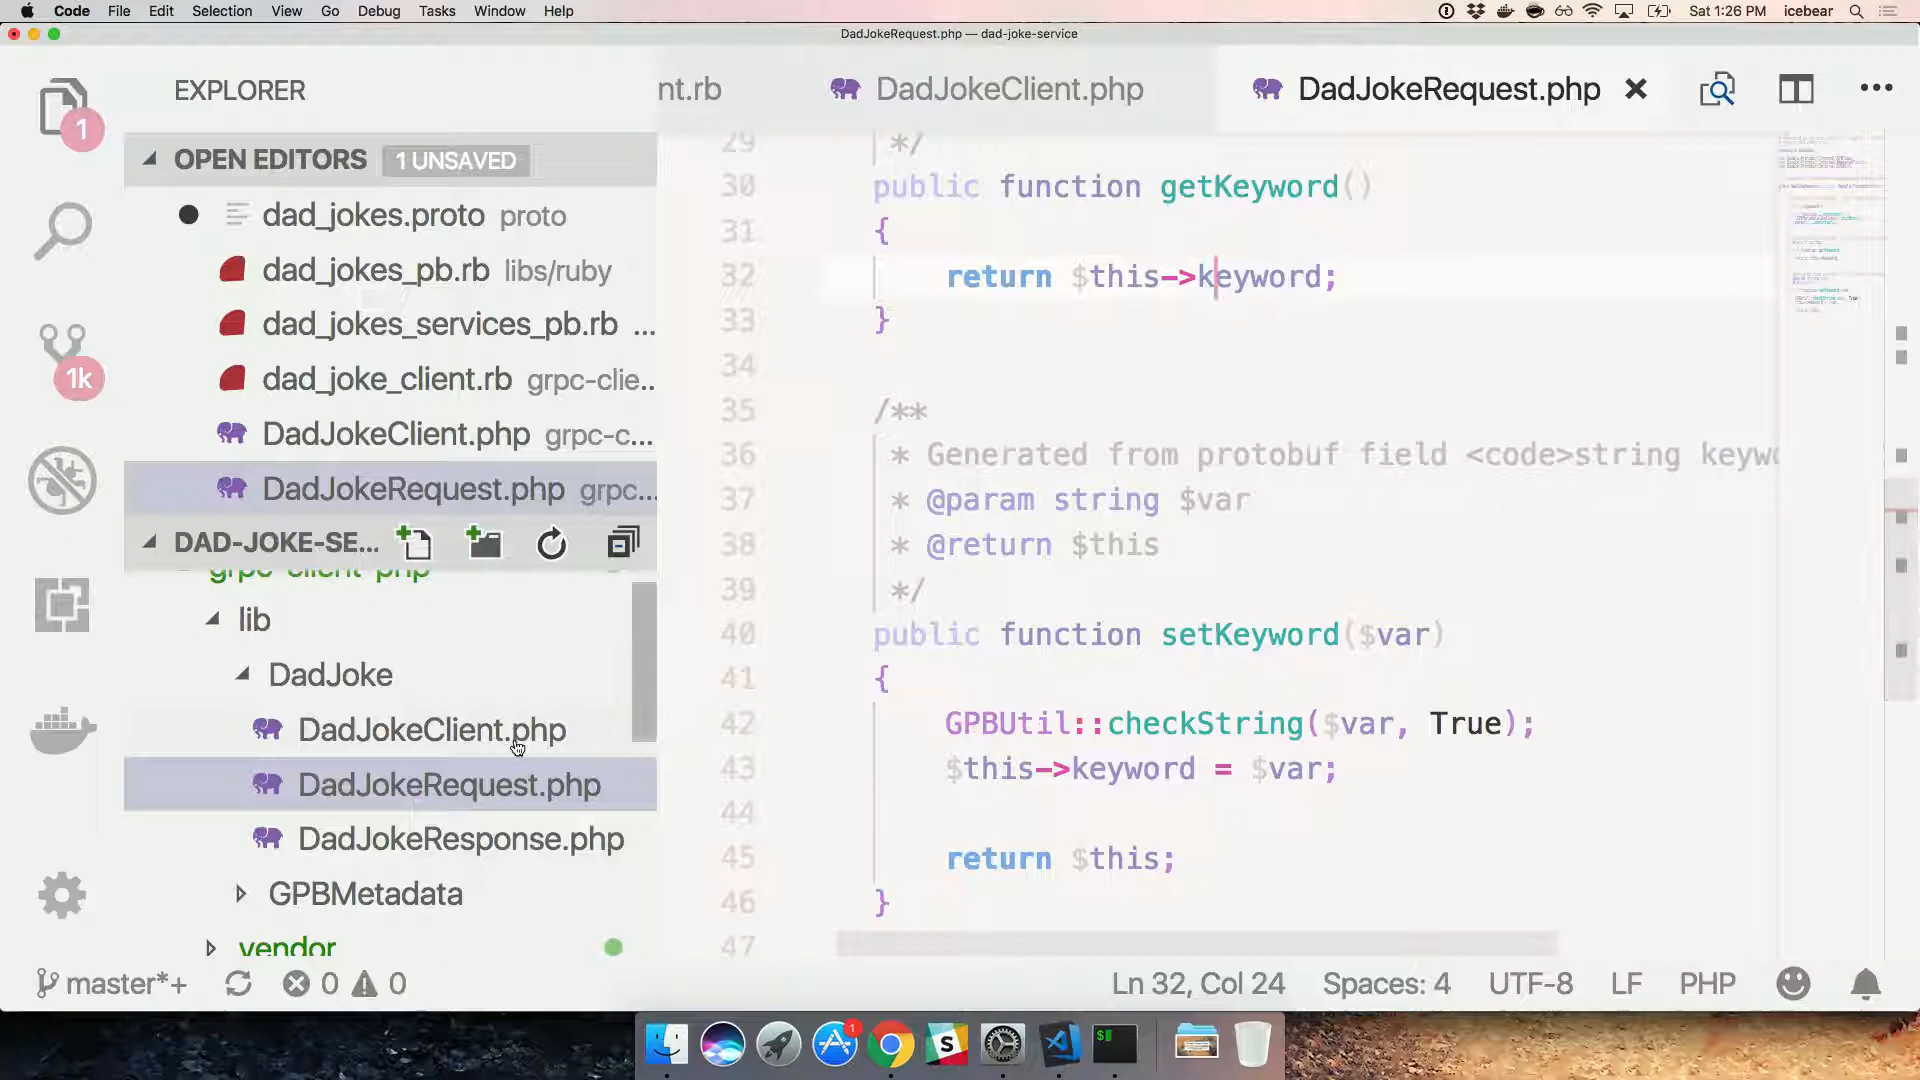 Code File Edit Selection View Go Debug Tasks Window Help Sat 1:26 PM icebear
DadJokeRequest.php — dad-joke-service
EXPLORER
nt.rb DadJokeClient.php DadJokeRequest.php
1
OPEN EDITORS 1 UNSAVED
dad_jokes.proto proto
dad_jokes_pb.rb libs/ruby
dad_jokes_services_pb.rb ...
dad_joke_client.rb grpc-clie...
1k
DadJokeClient.php grpc-c...
DadJokeRequest.php grpc...
DAD-JOKE-SE...
grpc-client-php
lib
DadJoke
DadJokeClient.php
DadJokeRequest.php
DadJokeResponse.php
GPBMetadata
vendor
29 */
30 public function getKeyword()
31 {
32 return $this->keyword;
33 }
34
35 /**
36 * Generated from protobuf field <code>string keywo
37 * @param string $var
38 * @return $this
39 */
40 public function setKeyword($var)
41 {
42 GPBUtil::checkString($var, True);
43 $this->keyword = $var;
44
45 return $this;
46 }
47
master*+ 0 0 Ln 32, Col 24 Spaces: 4 UTF-8 LF PHP
1 S $